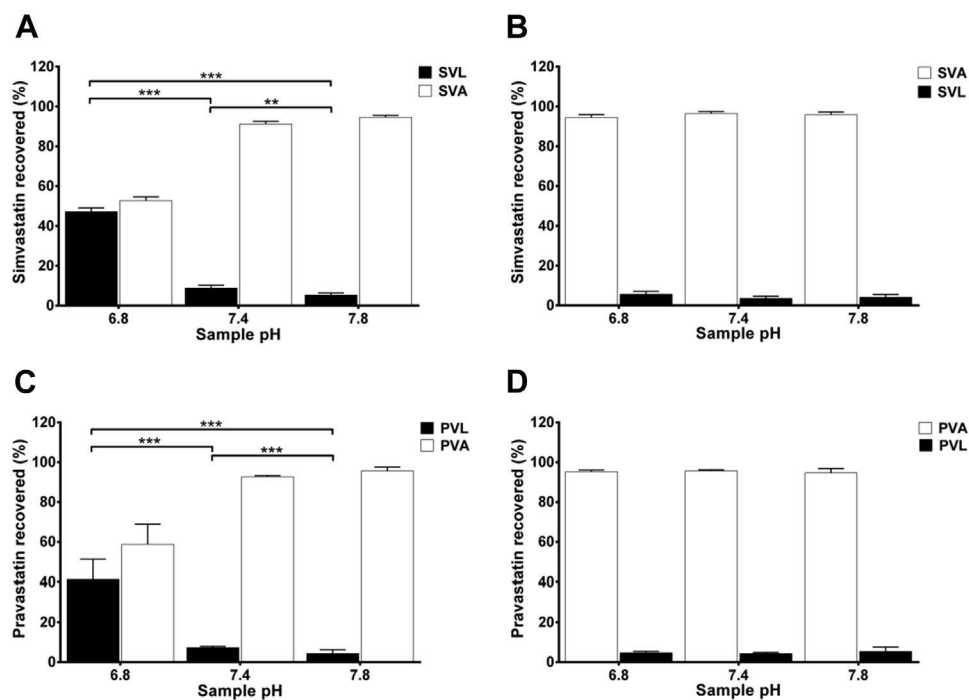 A
Simvastatin recovered (%)
120
100
80
60
40
20
0
***
***
**
SVL
SVA
6.8
7.4
7.8
Sample pH
B
Simvastatin recovered (%)
120
100
80
60
40
20
0
SVA
SVL
6.8
7.4
7.8
Sample pH
C
Pravastatin recovered (%)
120
100
80
60
40
20
0
***
***
***
PVL
PVA
6.8
7.4
7.8
Sample pH
D
Pravastatin recovered (%)
120
100
80
60
40
20
0
PVA
PVL
6.8
7.4
7.8
Sample pH